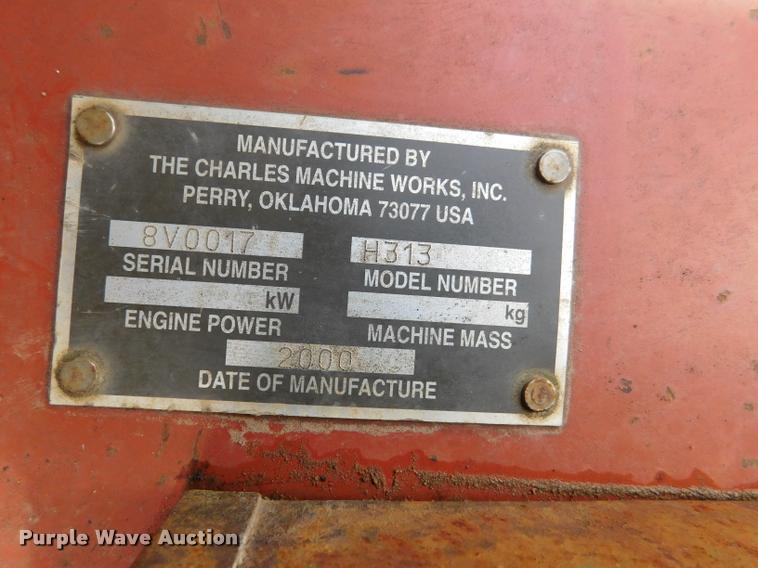 MANUFACTURED BY
THE CHARLES MACHINE WORKS, INC.
PERRY, OKLAHOMA 73077 USA
8V0017 H313
SERIAL NUMBER MODEL NUMBER
kW kg
ENGINE POWER MACHINE MASS
2000
DATE OF MANUFACTURE
Purple Wave Auction®